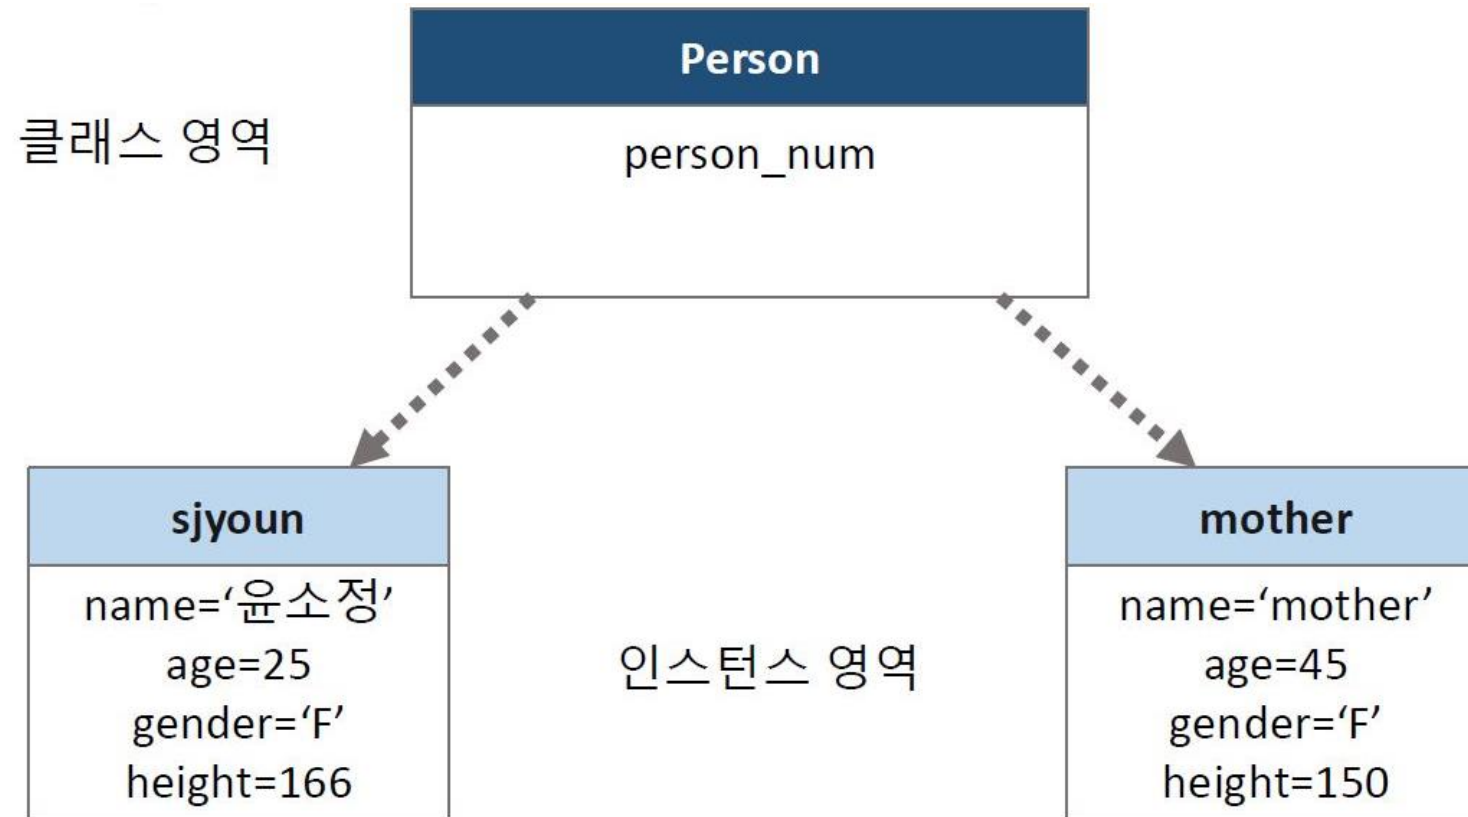 Person
클래스 영역
person_num
sjyoun
name=‘윤소정’
age=25
gender=‘F’
height=166
인스턴스 영역
mother
name=‘mother’
age=45
gender=‘F’
height=150